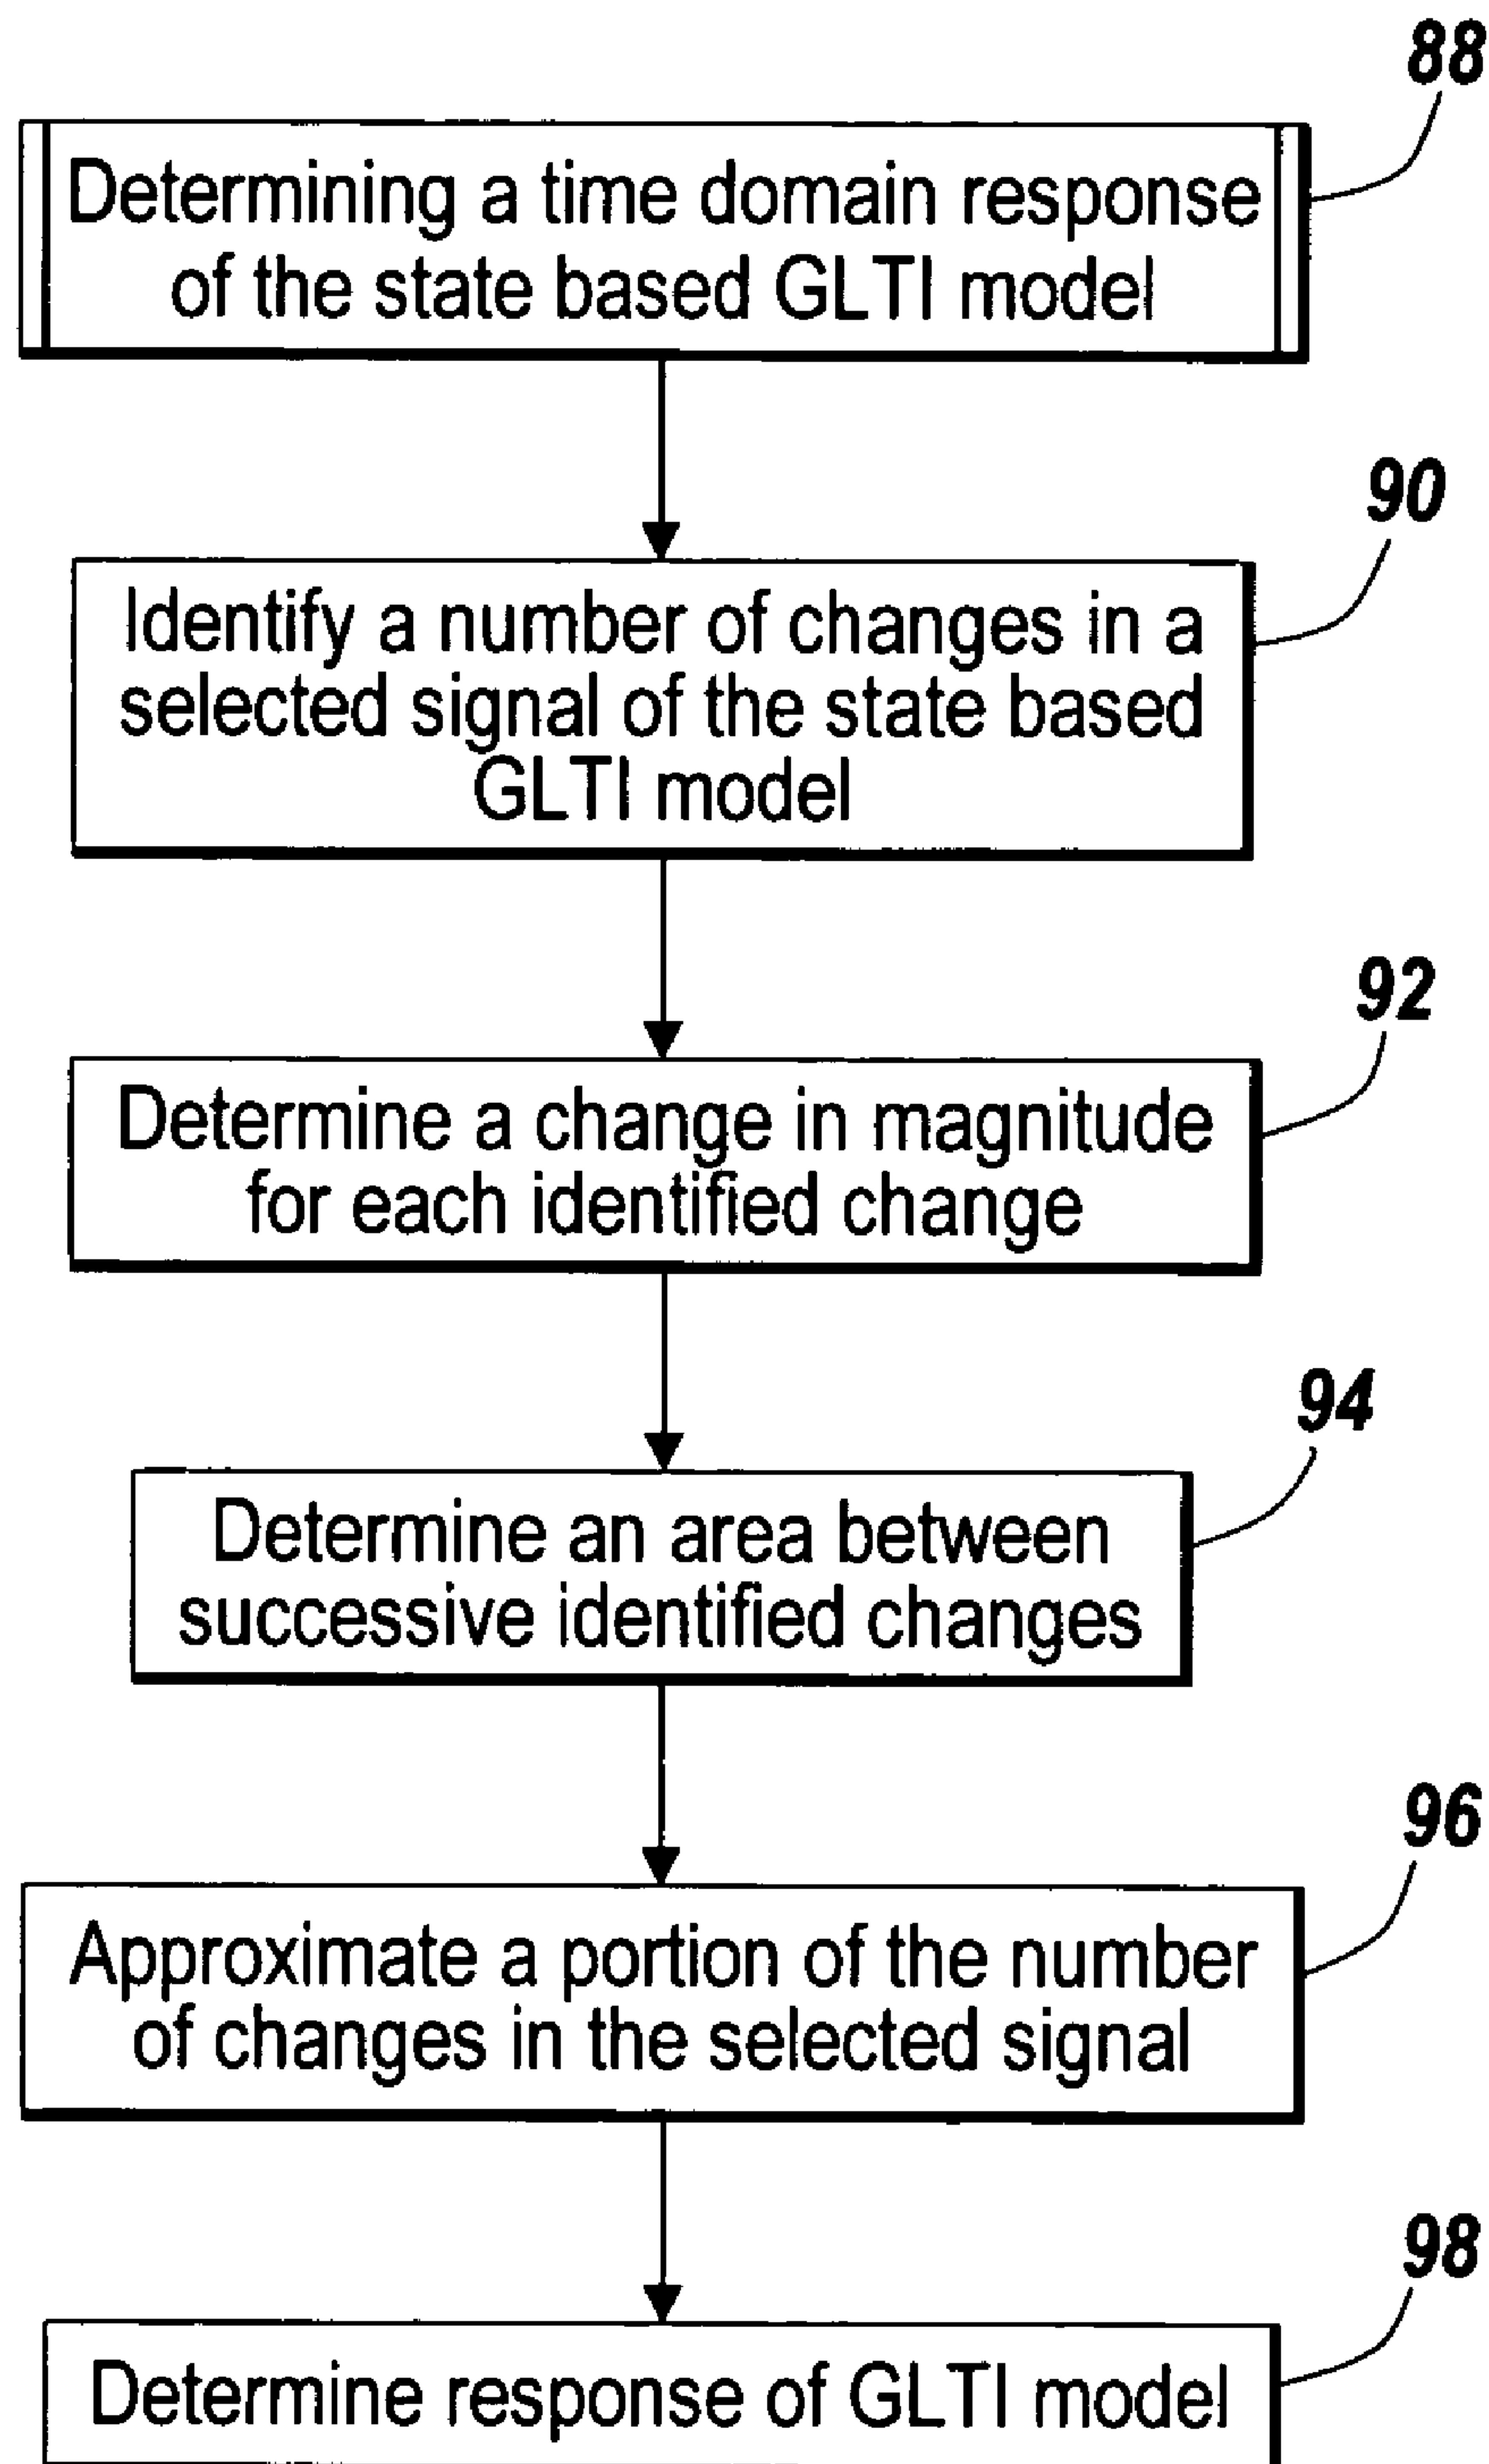 88
Determining a time domain response
of the state based GLTI model
90
Identify a number of changes in a
selected signal of the state based
GLTI model
92
Determine a change in magnitude
for each identified change
94
Determine an area between
successive identified changes
96
Approximate a portion of the number
of changes in the selected signal
98
Determine response of GLTI model